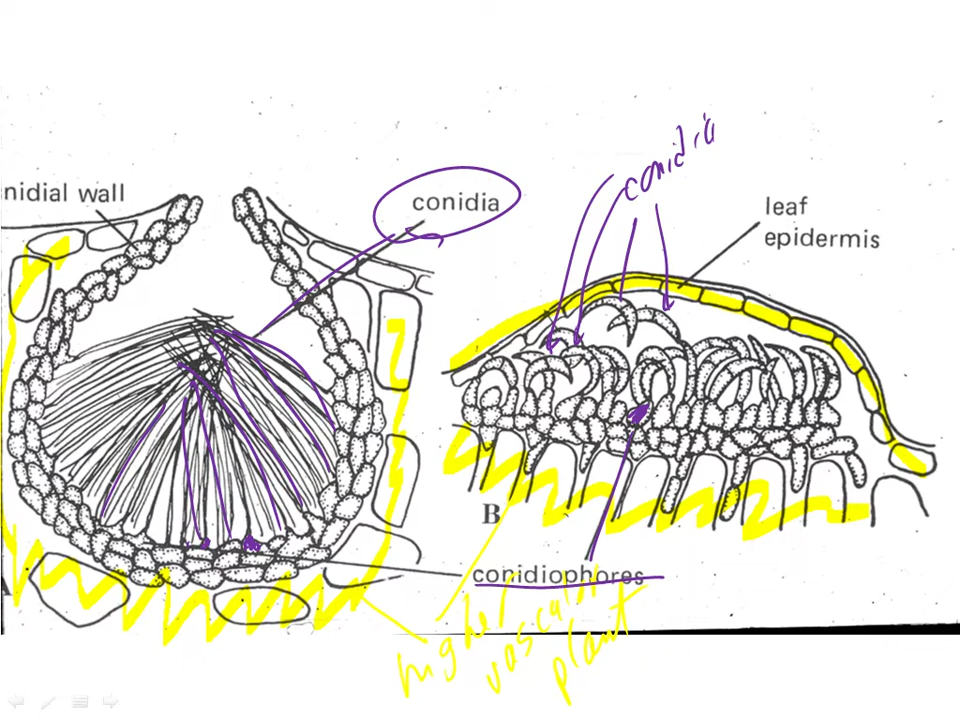 nidial wall
conidia
conidia
leaf
epidermis
B
conidiophores
higher
vascular
plant